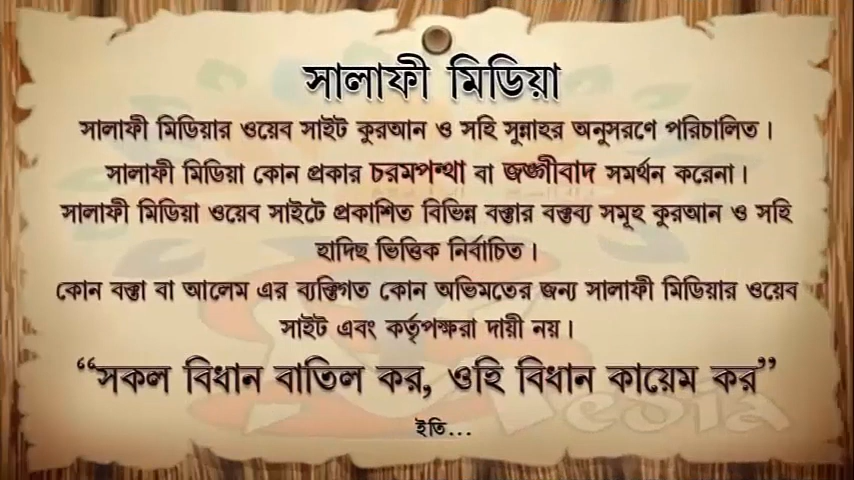 সালাফী মিডিয়া
সালাফী মিডিয়ার ওয়েব সাইট কুরআন ও সহি সুন্নাহর অনুসরণে পরিচালিত।
সালাফী মিডিয়া কোন প্রকার চরমপন্থা বা জঙ্গীবাদ সমর্থন করেনা।
সালাফী মিডিয়া ওয়েব সাইটে প্রকাশিত বিভিন্ন বক্তার বক্তব্য সমূহ কুরআন ও সহি
হাদিছ ভিত্তিক নির্বাচিত।
কোন বক্তা বা আলেম এর ব্যক্তিগত কোন অভিমতের জন্য সালাফী মিডিয়ার ওয়েব
সাইট এবং কর্তৃপক্ষরা দায়ী নয়।
“সকল বিধান বাতিল কর, ওহি বিধান কায়েম কর”
Media
ইতি...